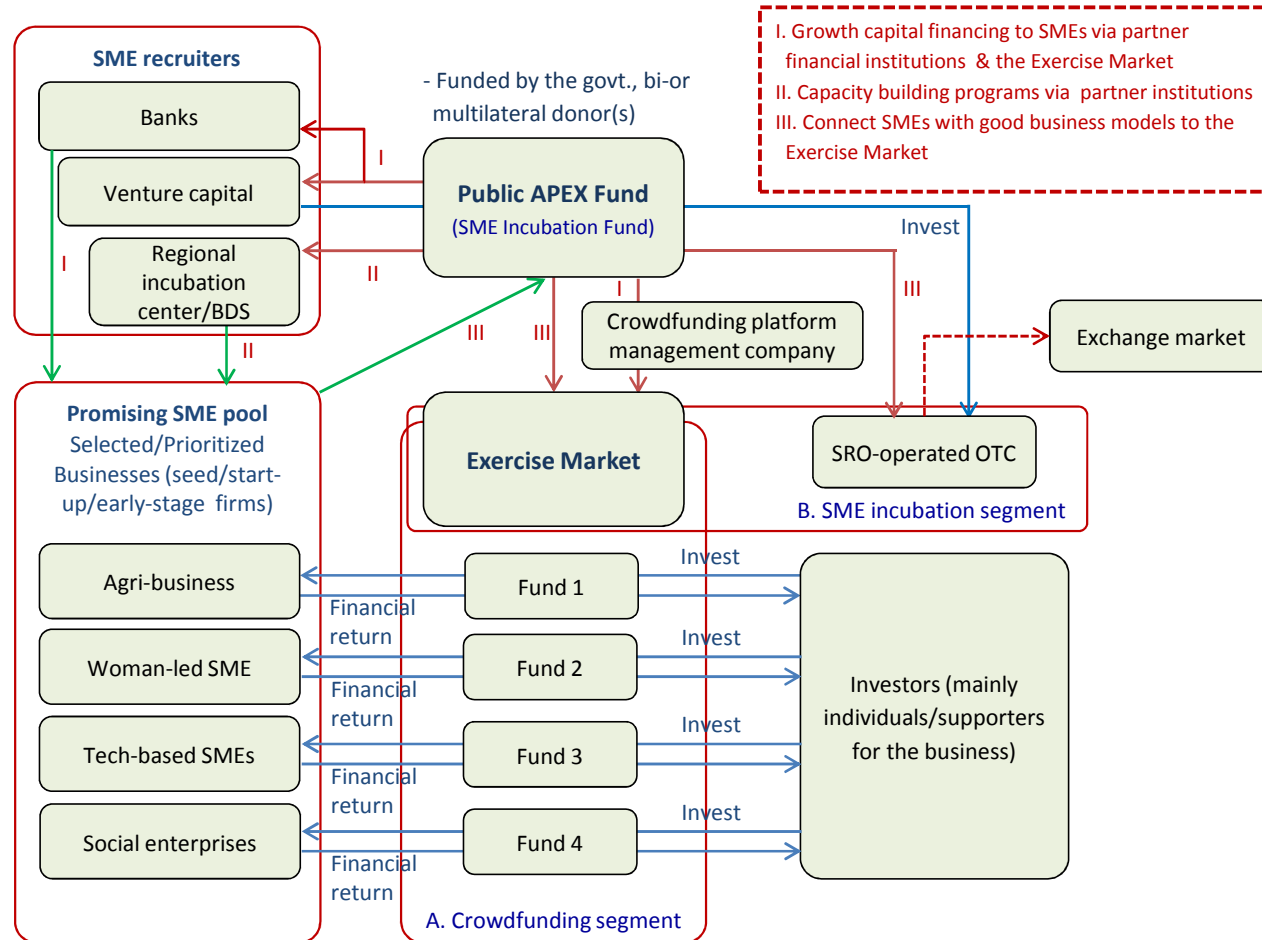 SME recruiters
Banks
Venture capital
Regional
incubation
center/BDS
- Funded by the govt., bi-or
multilateral donor(s)
Public APEX Fund
(SME Incubation Fund)
I. Growth capital financing to SMEs via partner
financial institutions & the Exercise Market
II. Capacity building programs via partner institutions
III. Connect SMEs with good business models to the
Exercise Market
I
II
I
II
III
III
I
III
Invest
Crowdfunding platform
management company
Exchange market
Promising SME pool
Selected/Prioritized
Businesses (seed/start-
up/early-stage firms)
Exercise Market
SRO-operated OTC
B. SME incubation segment
Agri-business
Financial
return
Fund 1
Invest
Woman-led SME
Financial
return
Fund 2
Invest
Tech-based SMEs
Financial
return
Fund 3
Invest
Social enterprises
Financial
return
Fund 4
Invest
Investors (mainly
individuals/supporters
for the business)
A. Crowdfunding segment